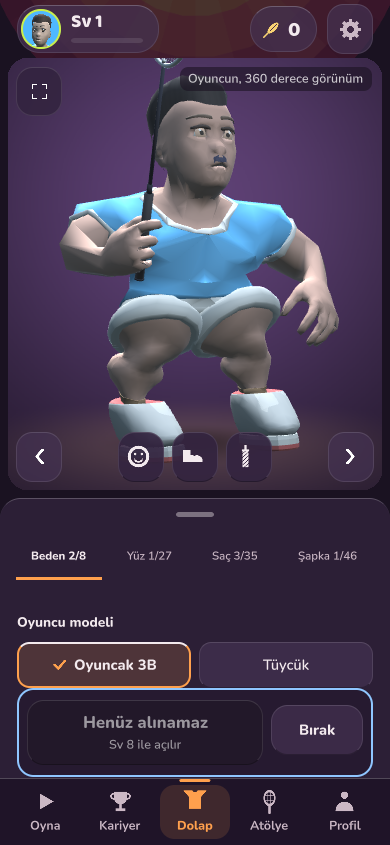 Sv 1
0
Oyuncun, 360 derece görünüm
Beden 2/8
Yüz 1/27
Saç 3/35
Şapka 1/46
Oyuncu modeli
Oyuncak 3B
Tüycük
Henüz alınamaz
Sv 8 ile açılır
Bırak
Oyna
Kariyer
Dolap
Atölye
Profil